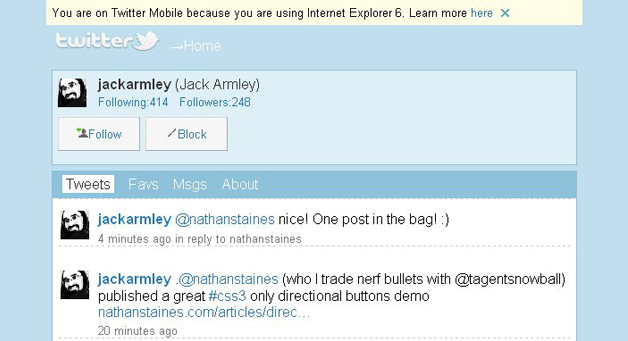 You are on Twitter Mobile because you are using Internet Explorer 6. Learn more here ✕
twitter →Home
jackarmley (Jack Armley)
Following:414 Followers:248
Follow Block
Tweets Favs Msgs About
jackarmley @nathanstaines nice! One post in the bag! :)
4 minutes ago in reply to nathanstaines
jackarmley .@nathanstaines (who I trade nerf bullets with @tagentsnowball)
published a great #css3 only directional buttons demo
nathanstaines.com/articles/direc...
20 minutes ago